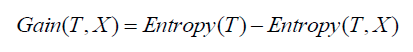 Gain(T, X) = Entropy(T) − Entropy(T, X)